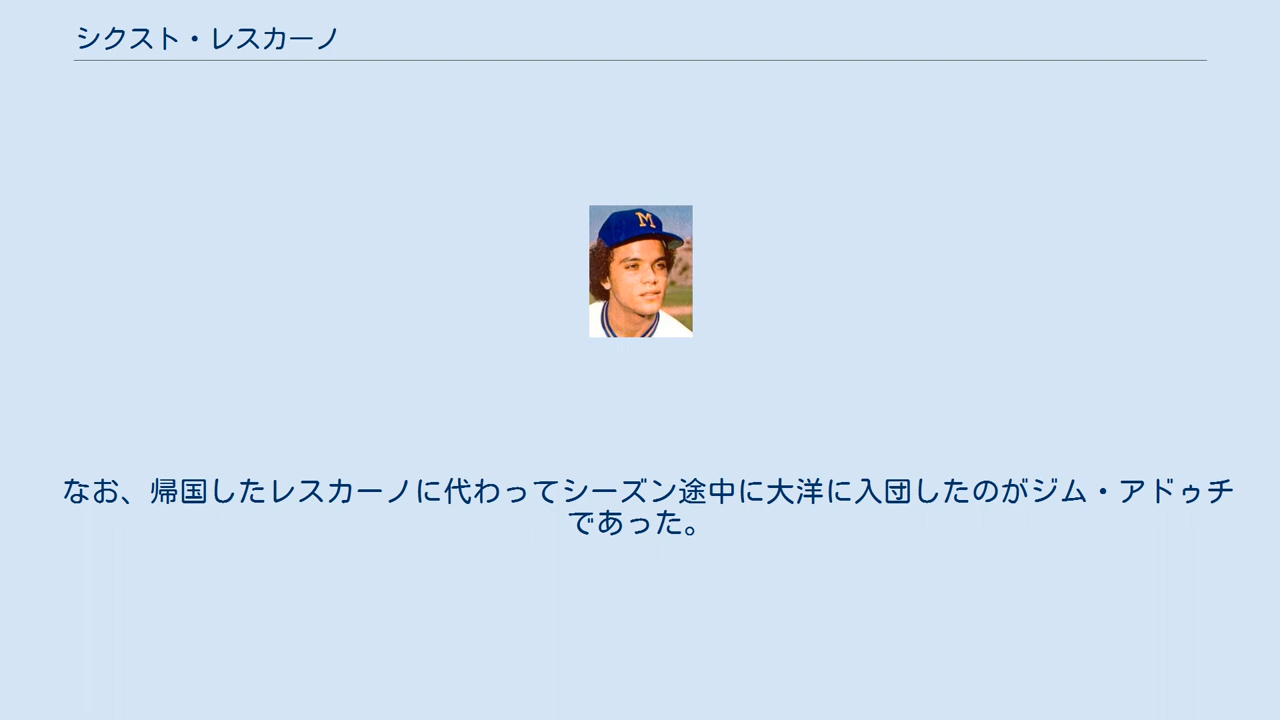 シクスト・レスカーノ
M
なお、帰国したレスカーノに代わってシーズン途中に大洋に入団したのがジム・アドゥチ
であった。